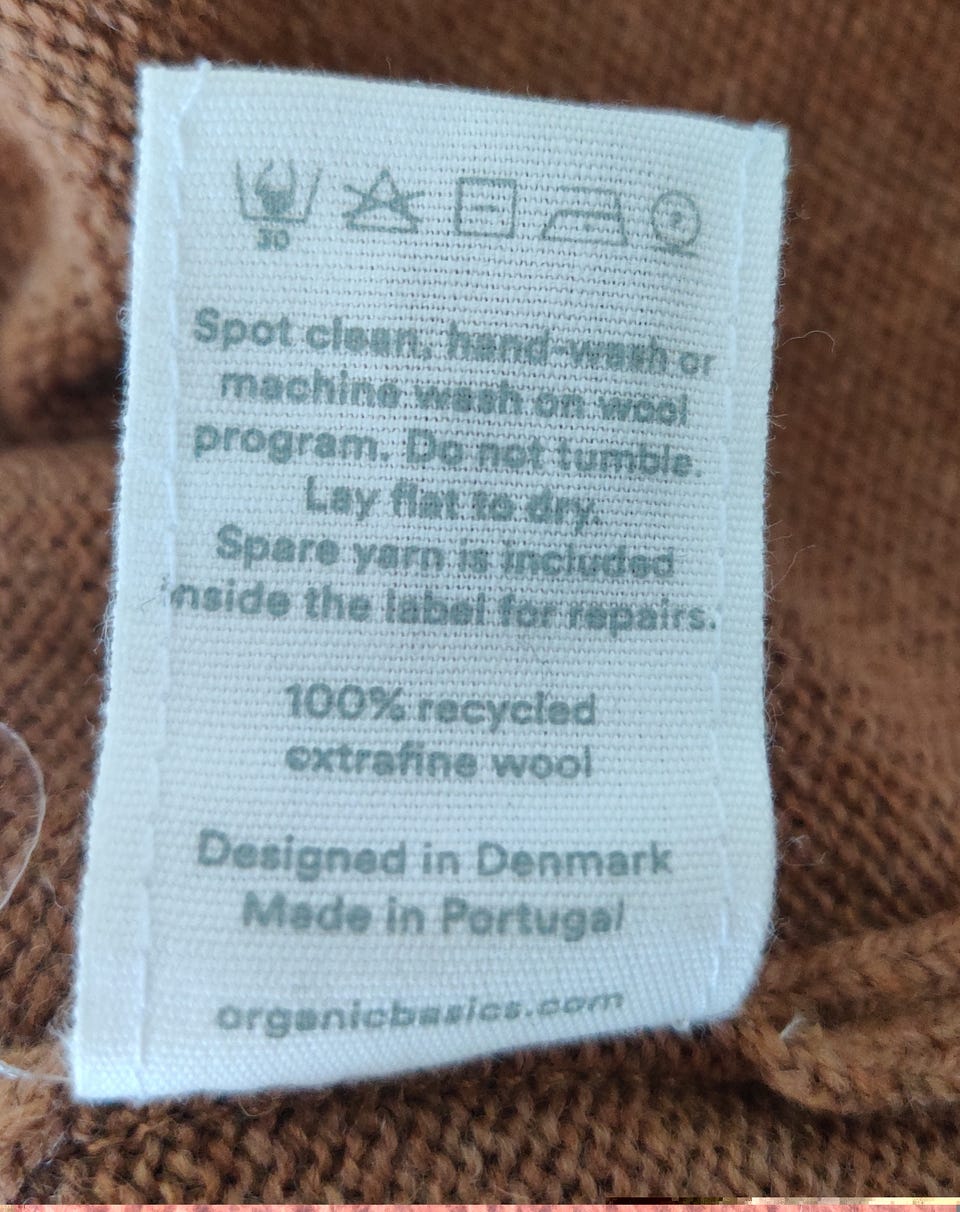 30
P
Spot clean, hand-wash or
machine wash on wool
program. Do not tumble.
Lay flat to dry.
Spare yarn is included
inside the label for repairs.
100% recycled
extrafine wool
Designed in Denmark
Made in Portugal
organicbasics.com